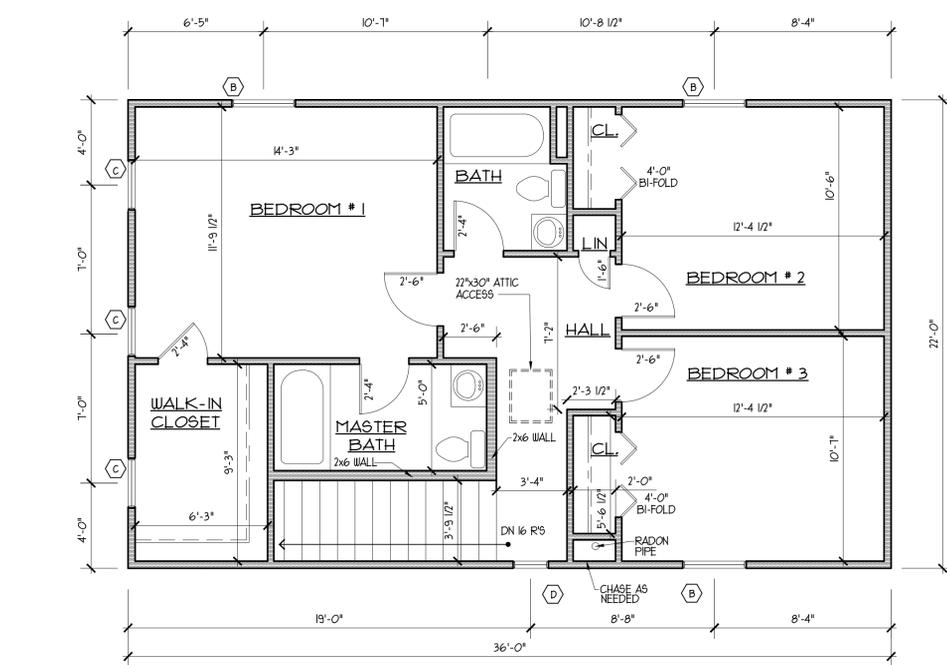 6'-5"
10'-7"
10'-8 1/2"
8'-4"
B
B
4'-0"
C
14'-3"
BATH
CL.
4'-0"
BI-FOLD
10'-6"
BEDROOM #1
11'-9 1/2"
2'-4"
LIN
12'-4 1/2"
7'-0"
2'-6"
22"x30" ATTIC
ACCESS
1'-6"
BEDROOM #2
2'-6"
C
2'-4"
2'-6"
7'-2"
HALL
22'-0"
2'-6"
BEDROOM #3
2'-4"
5'-0"
2'-3 1/2"
WALK-IN
CLOSET
12'-4 1/2"
7'-0"
MASTER
BATH
2x6 WALL
CL.
10'-7"
9'-3"
2x6 WALL
C
3'-4"
2'-0"
4'-0"
BI-FOLD
6'-3"
3'-9 1/2"
5'-6 1/2"
4'-0"
DN 16 R'S
RADON
PIPE
CHASE AS
NEEDED
D
B
19'-0"
8'-8"
8'-4"
36'-0"